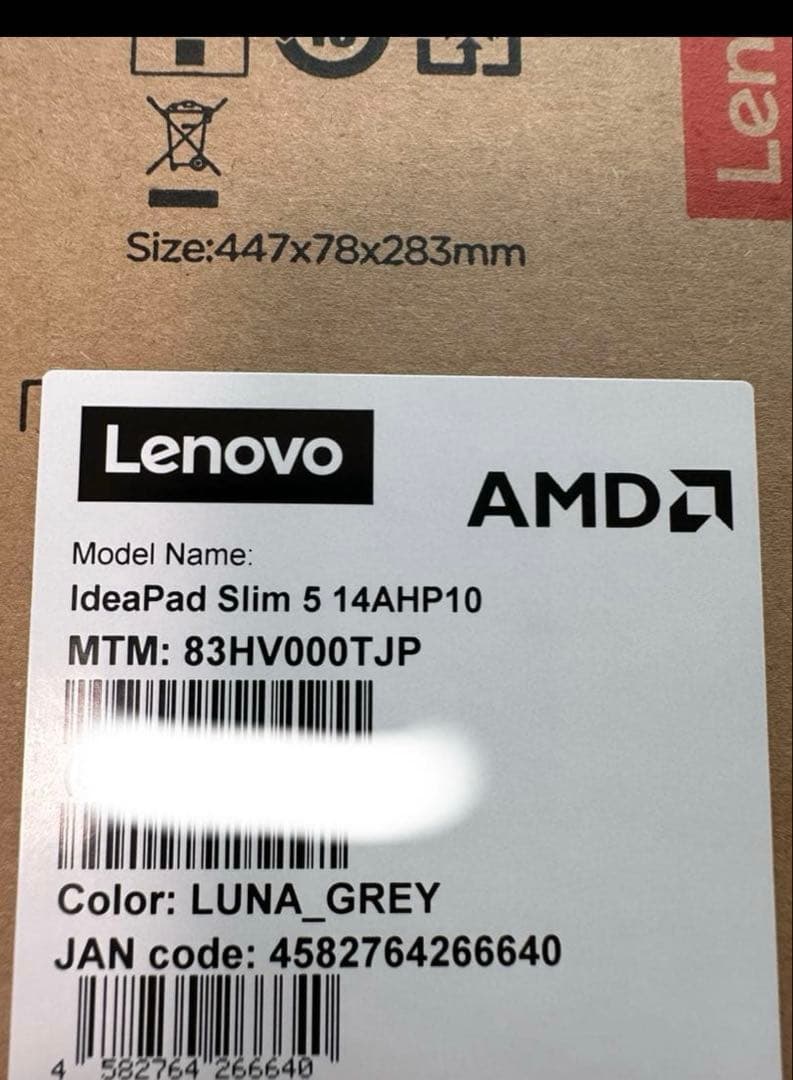 Len
Size:447x78x283mm
Lenovo
AMD
Model Name:
IdeaPad Slim 5 14AHP10
MTM: 83HV000TJP
Color: LUNA_GREY
JAN code: 4582764266640
4 582764 266640